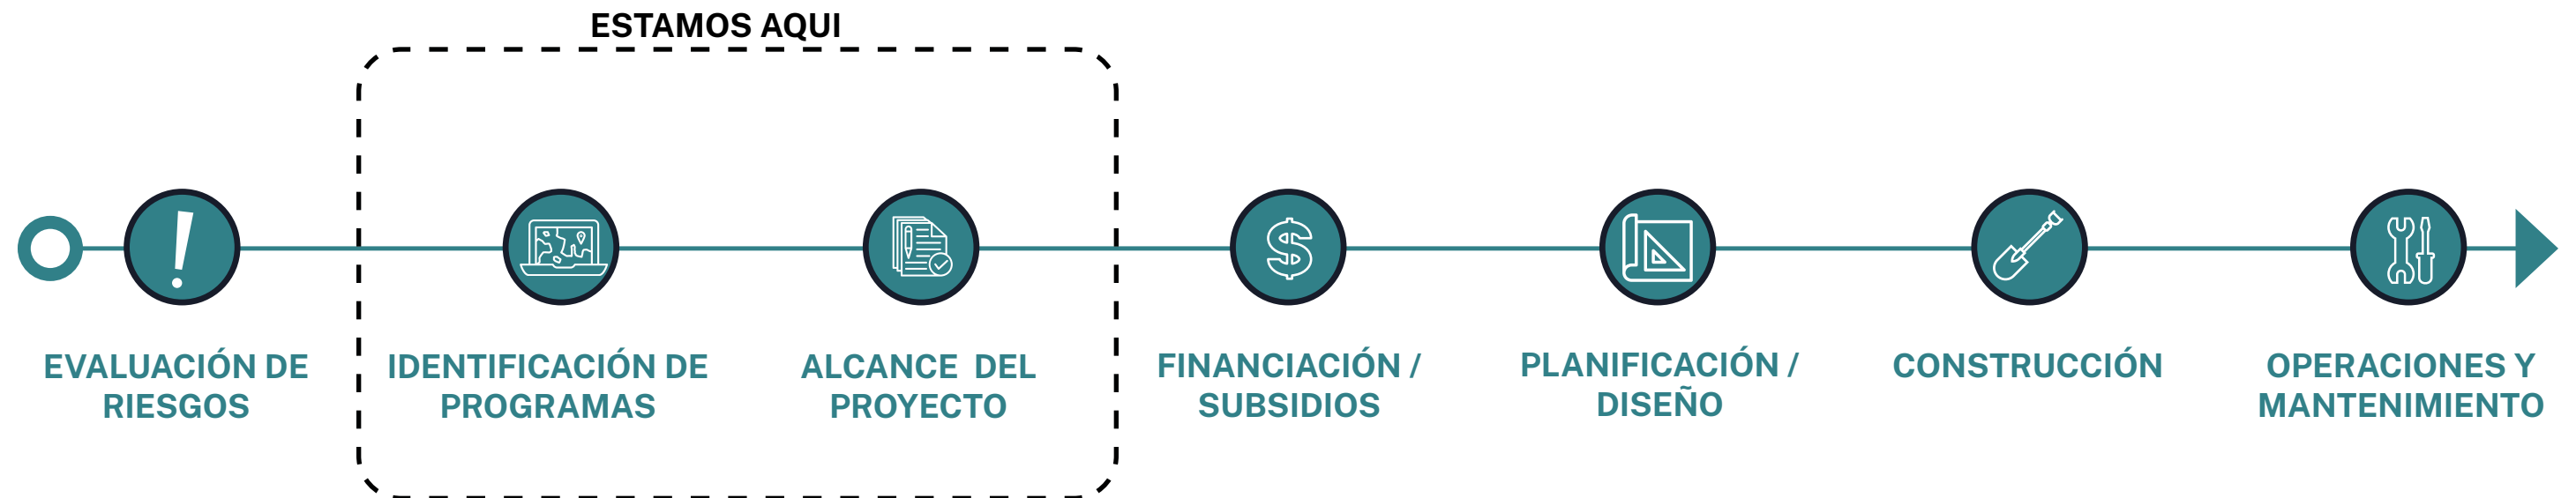 ESTAMOS AQUI
EVALUACIÓN DE
RIESGOS
IDENTIFICACIÓN DE
PROGRAMAS
ALCANCE DEL
PROYECTO
FINANCIACIÓN /
SUBSIDIOS
PLANIFICACIÓN /
DISEÑO
CONSTRUCCIÓN
OPERACIONES Y
MANTENIMIENTO